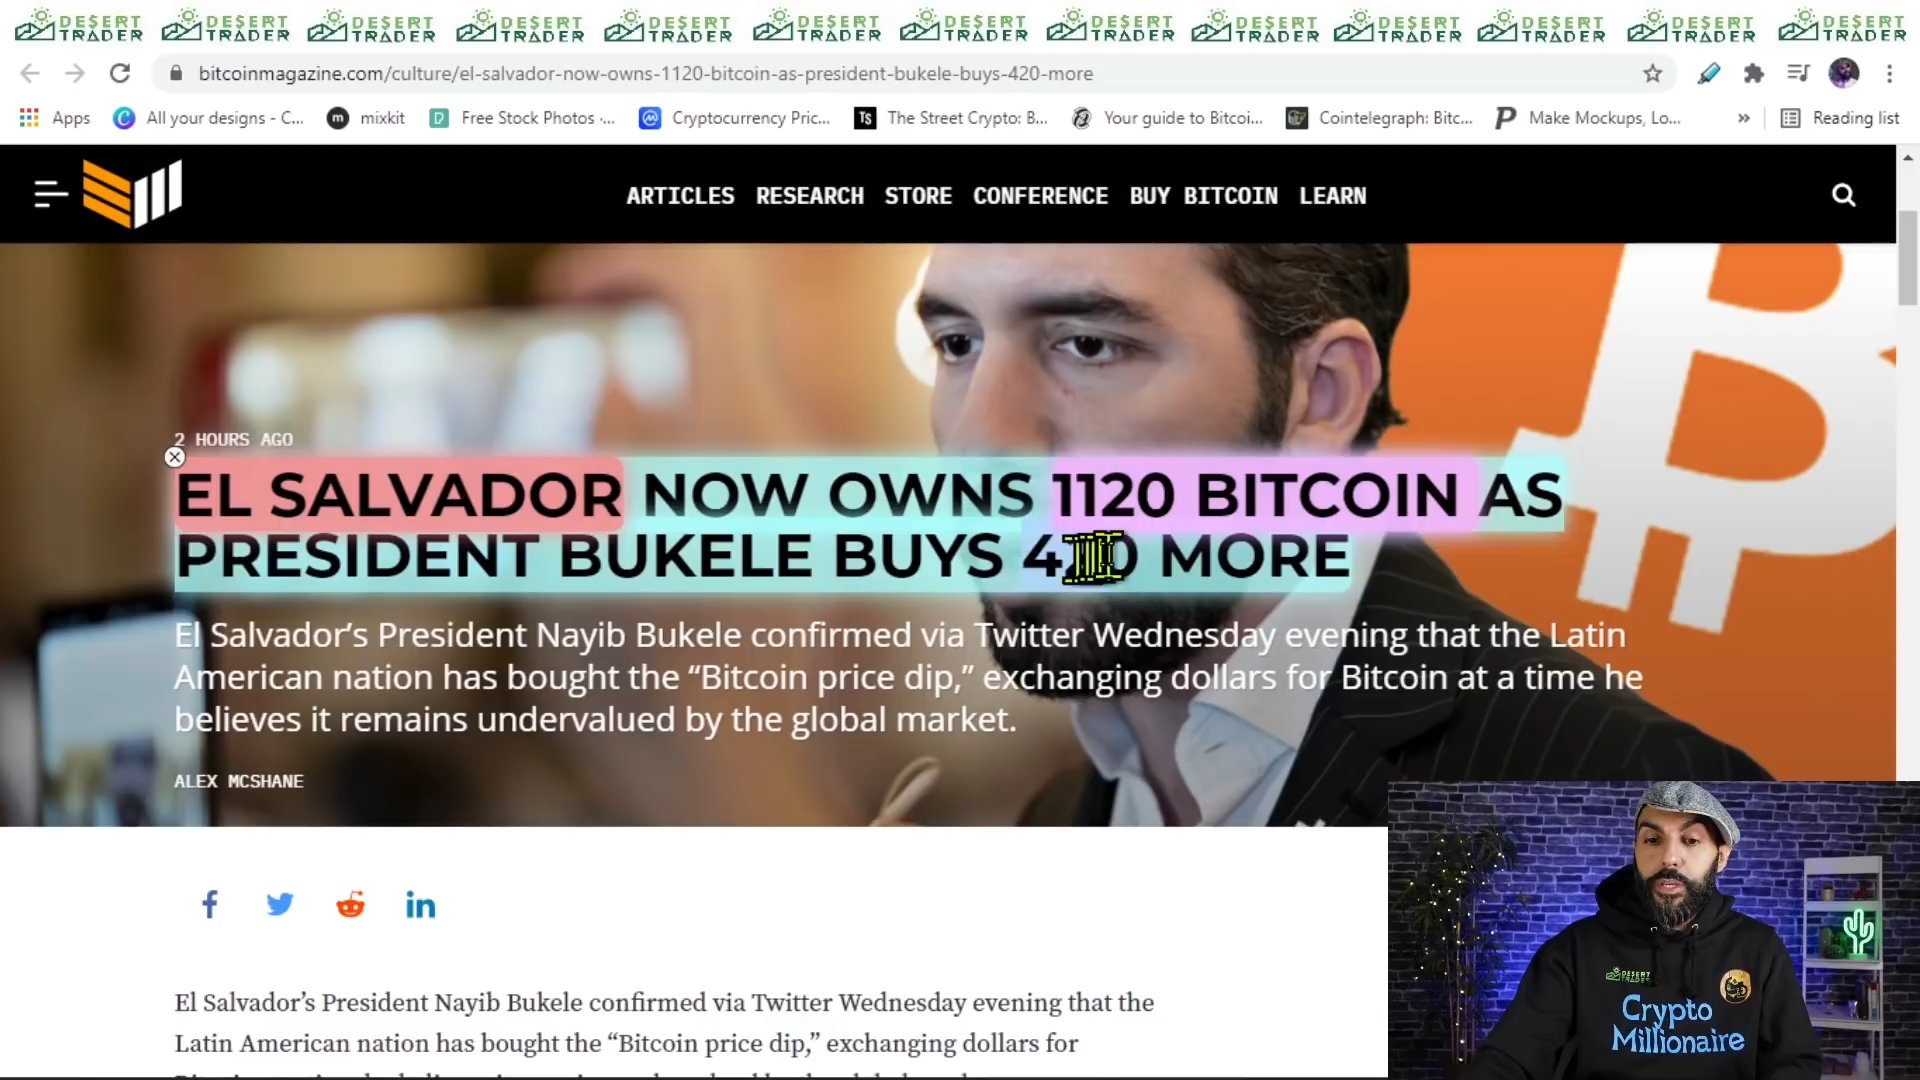 DESERT TRADER DESERT TRADER DESERT TRADER DESERT TRADER DESERT TRADER DESERT TRADER DESERT TRADER DESERT TRADER DESERT TRADER DESERT TRADER DESERT TRADER DESERT TRADER DESERT TRADER
bitcoinmagazine.com/culture/el-salvador-now-owns-1120-bitcoin-as-president-bukele-buys-420-more
Apps All your designs - C... mixkit Free Stock Photos ·... Cryptocurrency Pric... TS The Street Crypto: B... Your guide to Bitcoi... Cointelegraph: Bitc... Make Mockups, Lo... » Reading list
ARTICLES RESEARCH STORE CONFERENCE BUY BITCOIN LEARN
2 HOURS AGO
EL SALVADOR NOW OWNS 1120 BITCOIN AS
PRESIDENT BUKELE BUYS 420 MORE
El Salvador’s President Nayib Bukele confirmed via Twitter Wednesday evening that the Latin
American nation has bought the “Bitcoin price dip,” exchanging dollars for Bitcoin at a time he
believes it remains undervalued by the global market.
ALEX MCSHANE
El Salvador’s President Nayib Bukele confirmed via Twitter Wednesday evening that the
Latin American nation has bought the “Bitcoin price dip,” exchanging dollars for
DESERT
TRADER
Crypto
Millionaire